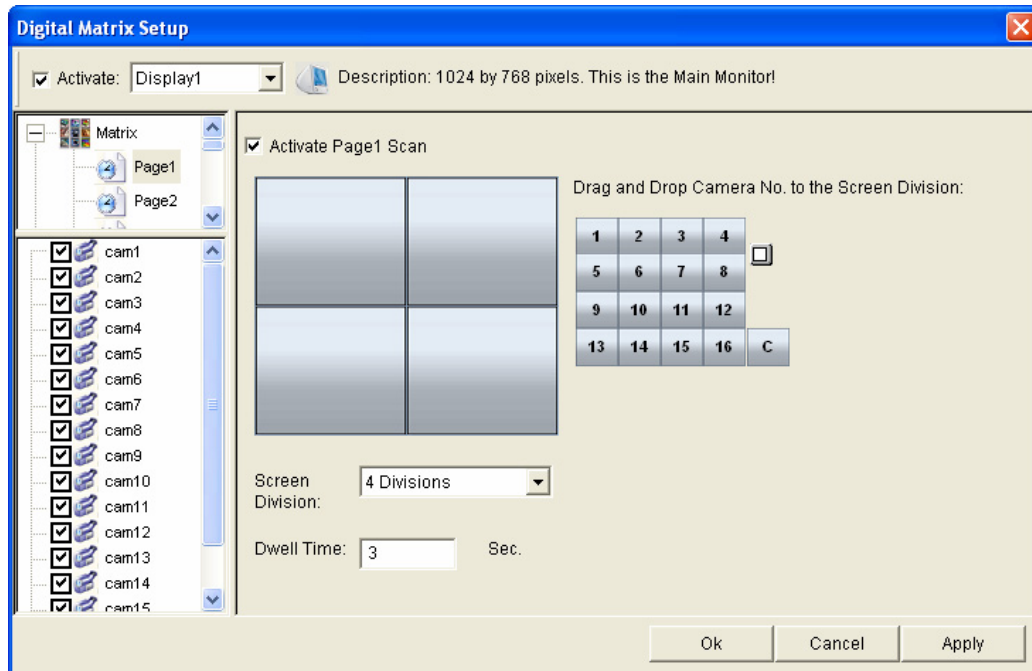 Digital Matrix Setup
Activate: Display1 Description: 1024 by 768 pixels. This is the Main Monitor!
Matrix
Page1
Page2
cam1
cam2
cam3
cam4
cam5
cam6
cam7
cam8
cam9
cam10
cam11
cam12
cam13
cam14
cam15
Activate Page1 Scan
Drag and Drop Camera No. to the Screen Division:
1 2 3 4
5 6 7 8
9 10 11 12
13 14 15 16 C
Screen
Division:
4 Divisions
Dwell Time: 3 Sec.
Ok Cancel Apply